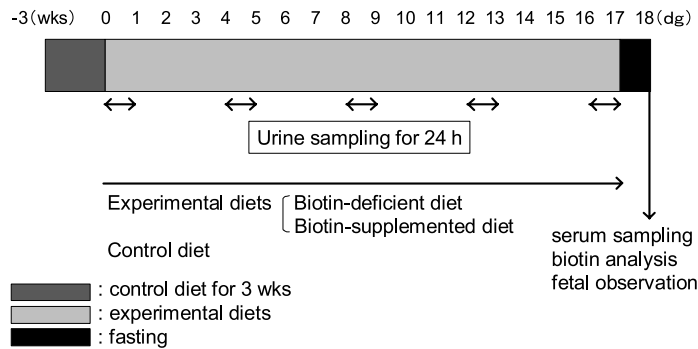 -3(wks) 0 1 2 3 4 5 6 7 8 9 10 11 12 13 14 15 16 17 18(dg)
Urine sampling for 24 h
Experimental diets
Biotin-deficient diet
Biotin-supplemented diet
Control diet
serum sampling
biotin analysis
fetal observation
: control diet for 3 wks
: experimental diets
: fasting